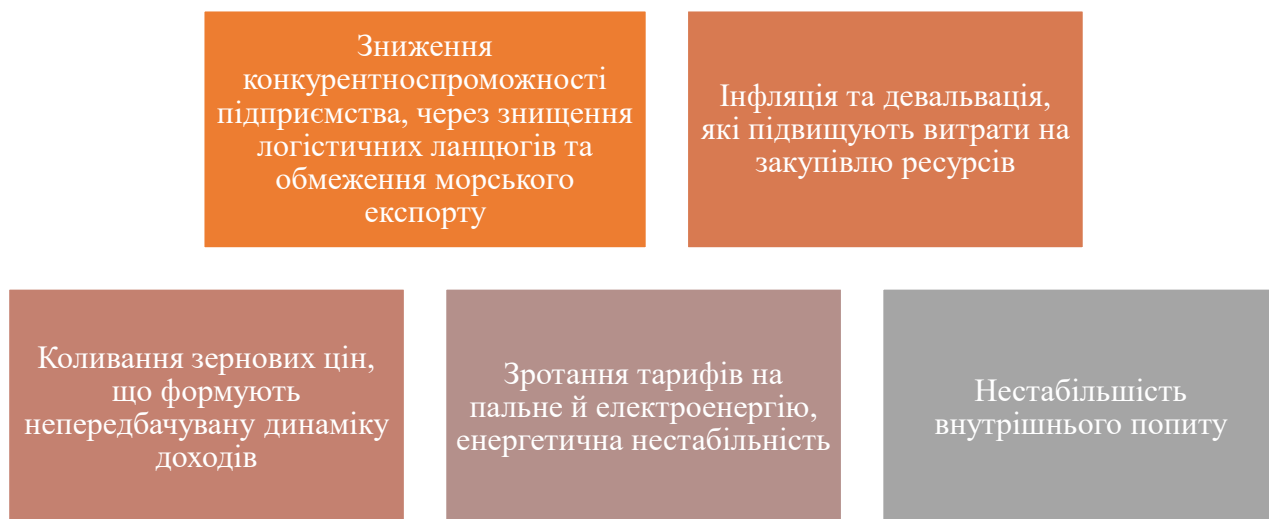 Зниження
конкурентноспроможності
підприємства, через знищення
логістичних ланцюгів та
обмеження морського
експорту
Інфляція та девальвація,
які підвищують витрати на
закупівлю ресурсів
Коливання зернових цін,
що формують
непередбачувану динаміку
доходів
Зротання тарифів на
пальне й електроенергію,
енергетична нестабільність
Нестабільшість
внутрішнього попиту